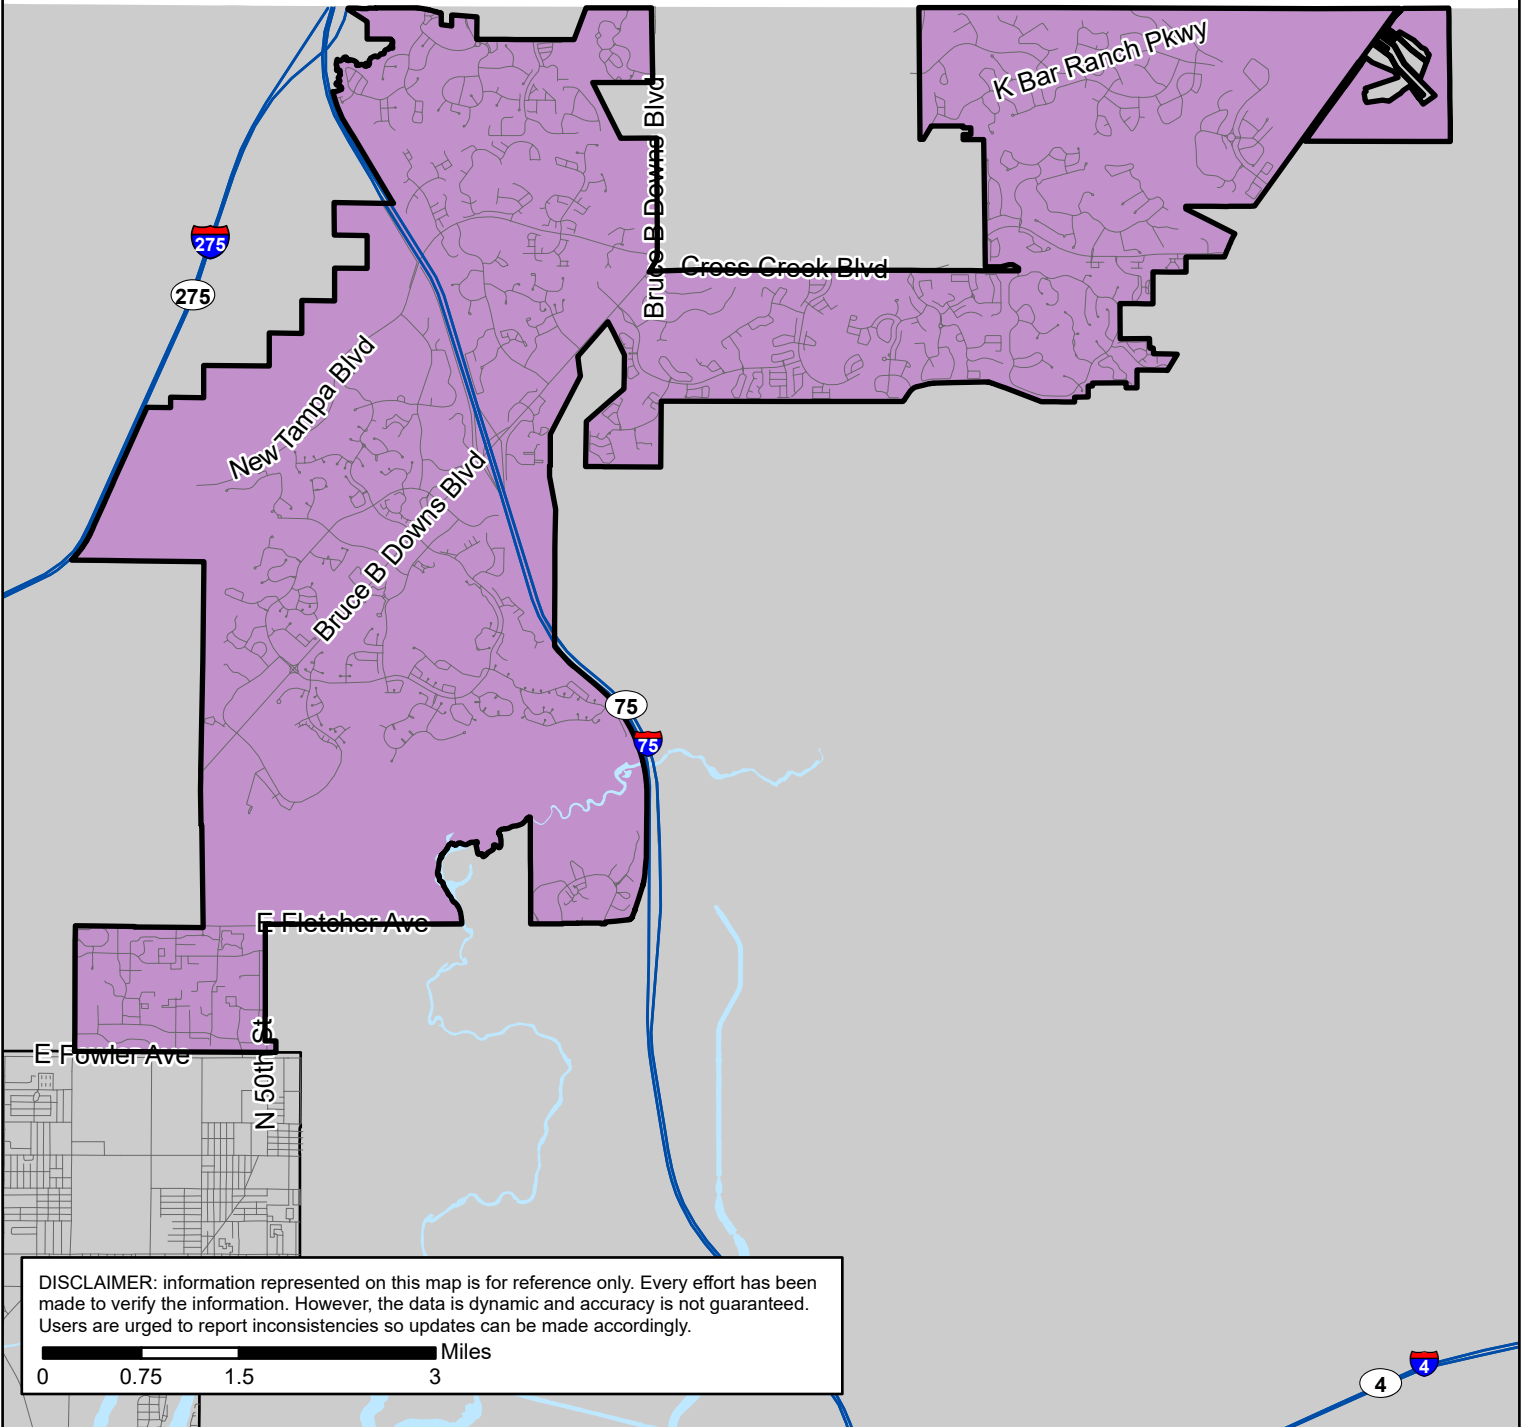 K Bar Ranch Pkwy
Bruce B Downs Blvd
275
275
Cross Creek Blvd
New Tampa Blvd
Bruce B Downs Blvd
75
75
E Fletcher Ave
E Fowler Ave
N 50th St
DISCLAIMER: information represented on this map is for reference only. Every effort has been
made to verify the information. However, the data is dynamic and accuracy is not guaranteed.
Users are urged to report inconsistencies so updates can be made accordingly.
Miles
0 0.75 1.5 3
4
4